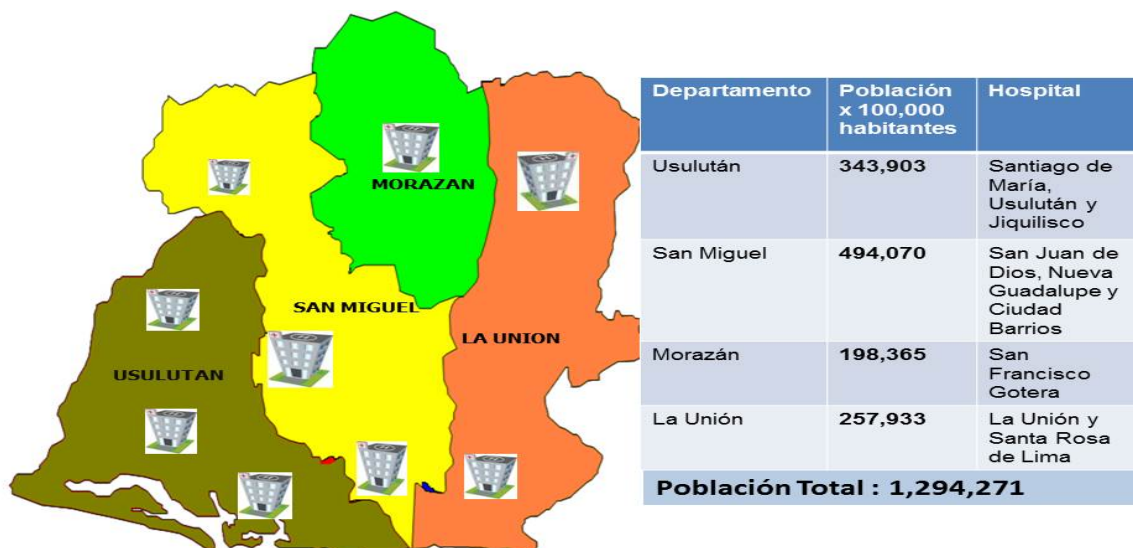 MORAZAN
SAN MIGUEL
LA UNION
USULUTAN
Departamento
Población
x 100,000
habitantes
Hospital
Usulután
343,903
Santiago de
María,
Usulután y
Jiquilisco
San Miguel
494,070
San Juan de
Dios, Nueva
Guadalupe y
Ciudad
Barrios
Morazán
198,365
San
Francisco
Gotera
La Unión
257,933
La Unión y
Santa Rosa
de Lima
Población Total : 1,294,271